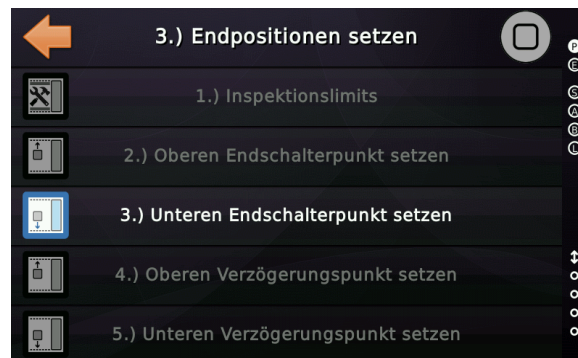 3.) Endpositionen setzen
1.) Inspektionslimits
2.) Oberen Endschalterpunkt setzen
3.) Unteren Endschalterpunkt setzen
4.) Oberen Verzögerungspunkt setzen
5.) Unteren Verzögerungspunkt setzen
P
E
S
A
B
L